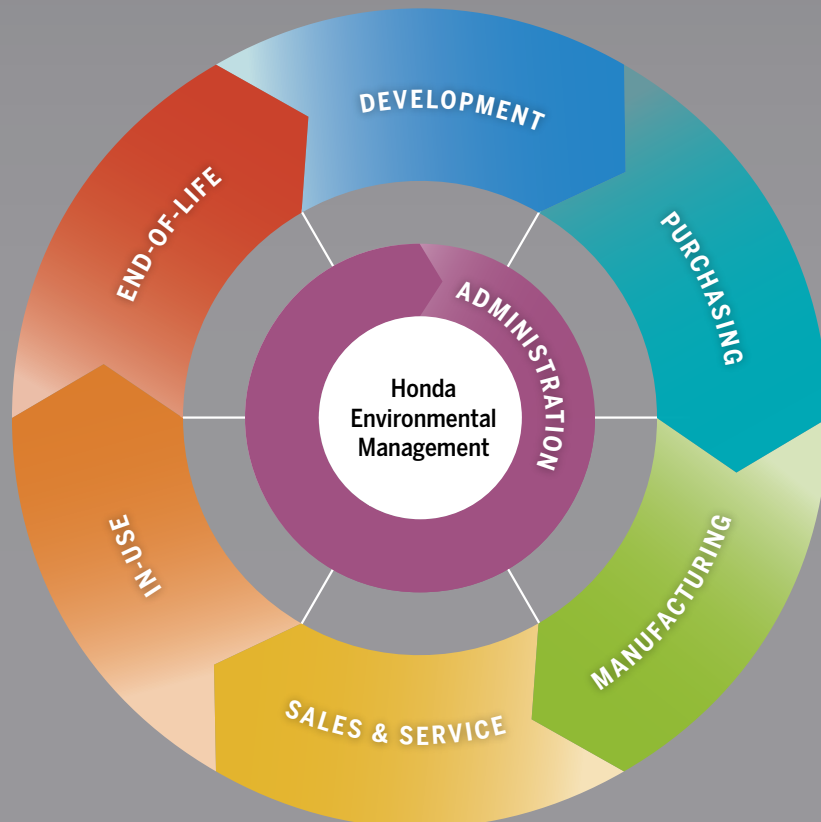 DEVELOPMENT
PURCHASING
MANUFACTURING
SALES & SERVICE
IN-USE
END-OF-LIFE
ADMINISTRATION
Honda
Environmental
Management